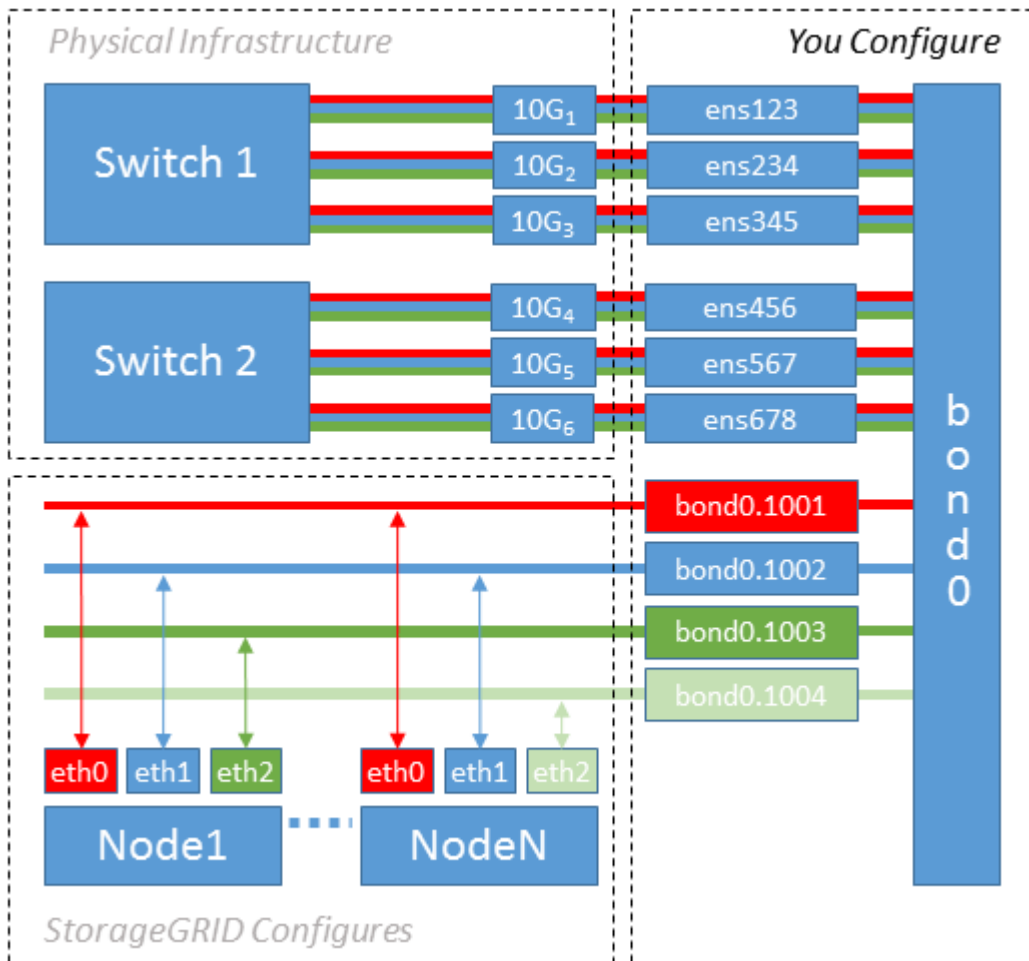 Physical Infrastructure
You Configure
Switch 1
10G1
ens123
10G2
ens234
10G3
ens345
Switch 2
10G4
ens456
10G5
ens567
10G6
ens678
bond0
bond0.1001
bond0.1002
bond0.1003
bond0.1004
eth0
eth1
eth2
eth0
eth1
eth2
Node1
NodeN
StorageGRID Configures